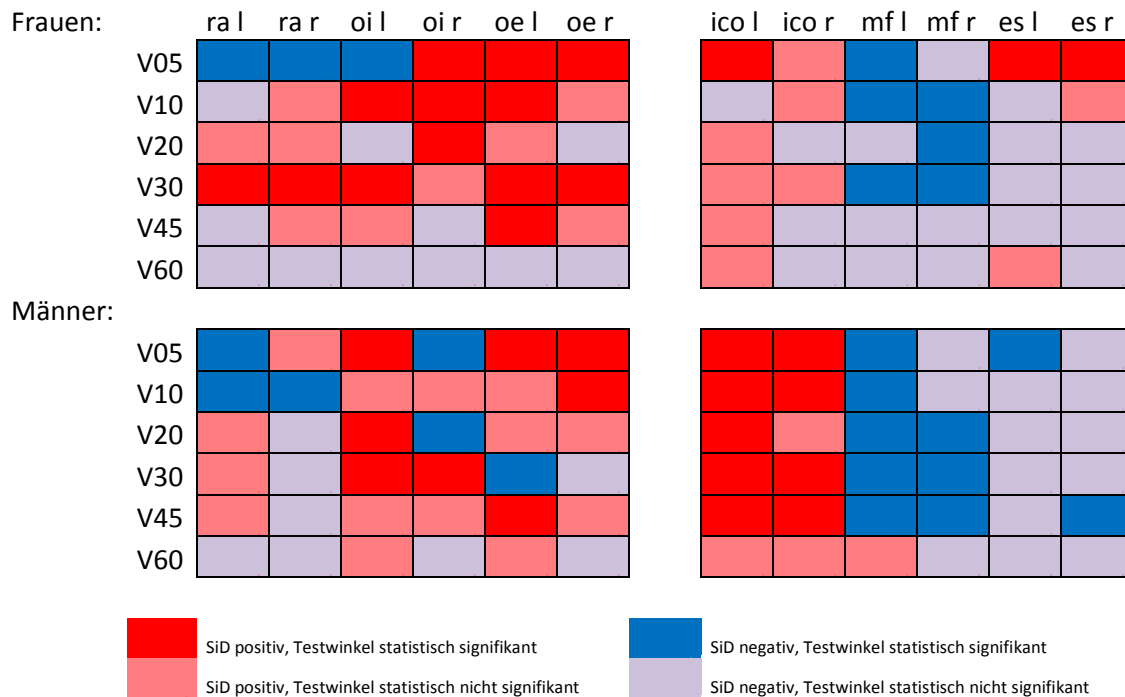 Frauen: ra l ra r oi l oi r oe l oe r ico l ico r mf l mf r es l es r
V05
V10
V20
V30
V45
V60
Männer:
V05
V10
V20
V30
V45
V60
SiD positiv, Testwinkel statistisch signifikant SiD negativ, Testwinkel statistisch signifikant
SiD positiv, Testwinkel statistisch nicht signifikant SiD negativ, Testwinkel statistisch nicht signifikant